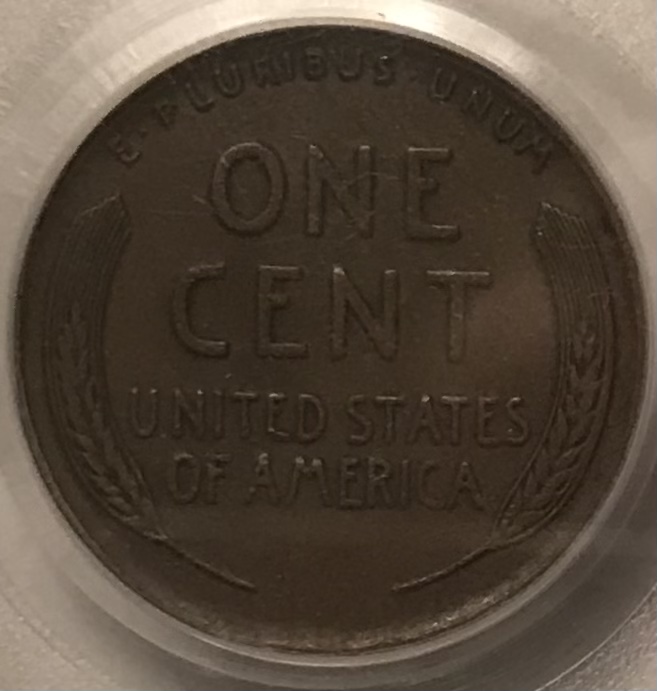 E·PLURIBUS·UNUM
ONE
CENT
UNITED STATES
OF AMERICA